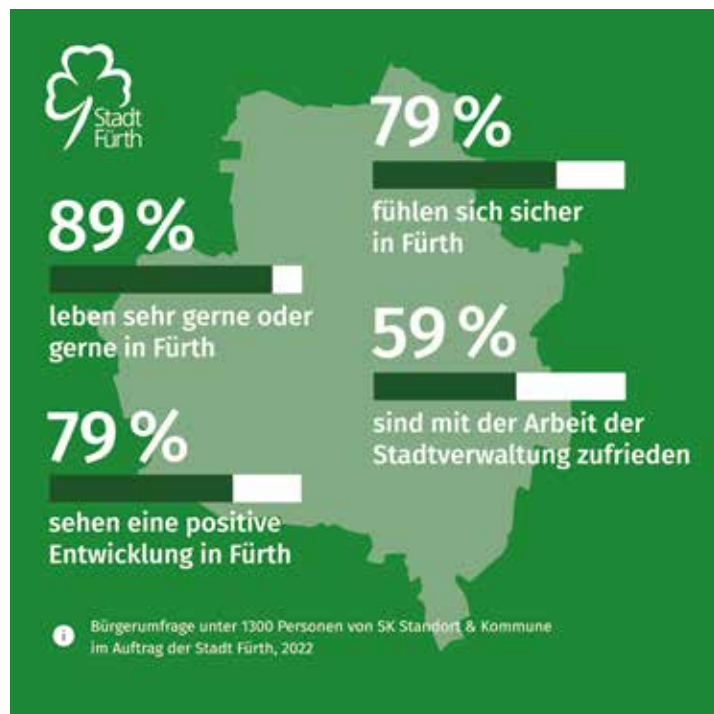 Stadt
Fürth
89 %
leben sehr gerne oder
gerne in Fürth
79 %
sehen eine positive
Entwicklung in Fürth
79 %
fühlen sich sicher
in Fürth
59 %
sind mit der Arbeit der
Stadtverwaltung zufrieden
i
Bürgerumfrage unter 1300 Personen von SK Standort & Kommune
im Auftrag der Stadt Fürth, 2022